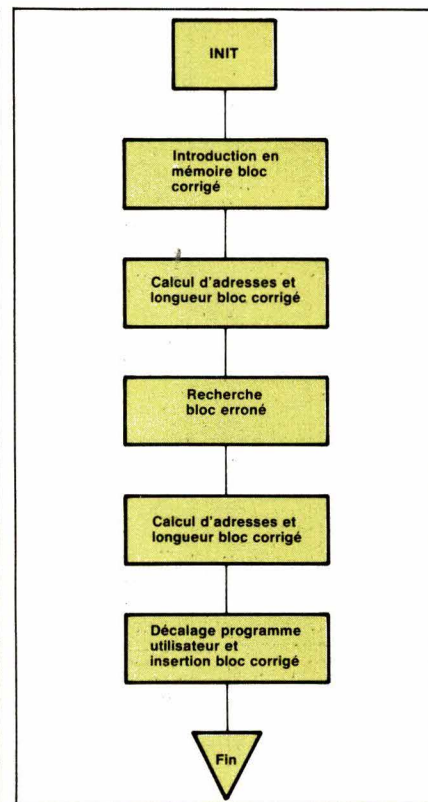 INIT
Introduction en
mémoire bloc
corrigé
Calcul d'adresses et
longueur bloc corrigé
Recherche
bloc erroné
Calcul d'adresses et
longueur bloc corrigé
Décalage programme
utilisateur et
insertion bloc corrigé
Fin